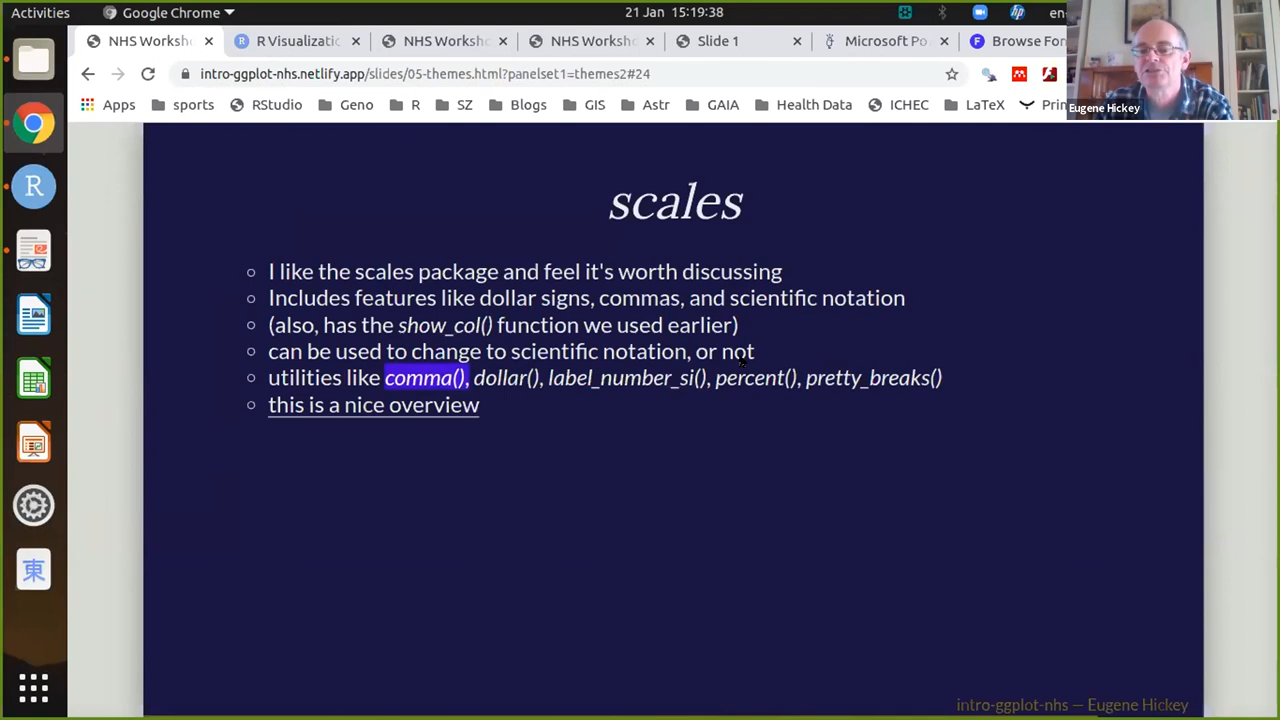 Activities
Google Chrome
21 Jan 15:19:38
en
NHS Worksh
R Visualizatio
NHS Worksh
NHS Worksh
Slide 1
Microsoft Po
Browse Fon
intro-ggplot-nhs.netlify.app/slides/05-themes.html?panelset1=themes2#24
Apps
sports
RStudio
Geno
R
SZ
Blogs
GIS
Astr
GAIA
Health Data
ICHEC
LaTeX
Prin
Eugene Hickey
scales
I like the scales package and feel it's worth discussing
Includes features like dollar signs, commas, and scientific notation
(also, has the show_col() function we used earlier)
can be used to change to scientific notation, or not
utilities like comma(), dollar(), label_number_si(), percent(), pretty_breaks()
this is a nice overview
intro-ggplot-nhs — Eugene Hickey